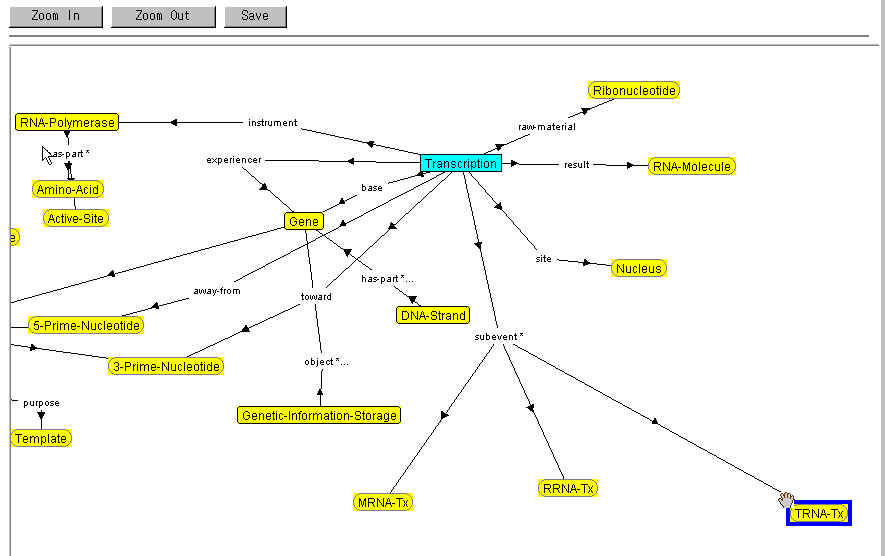 Zoom In
Zoom Out
Save
Ribonucleotide
RNA-Polymerase
instrument
raw-material
as-part*
experiencer
Transcription
result
RNA-Molecule
Amino-Acid
base
Active-Site
Gene
e
site
Nucleus
has-part*...
away-from
toward
DNA-Strand
5-Prime-Nucleotide
subevent*
3-Prime-Nucleotide
object*...
purpose
Genetic-Information-Storage
Template
MRNA-Tx
RRNA-Tx
TRNA-Tx